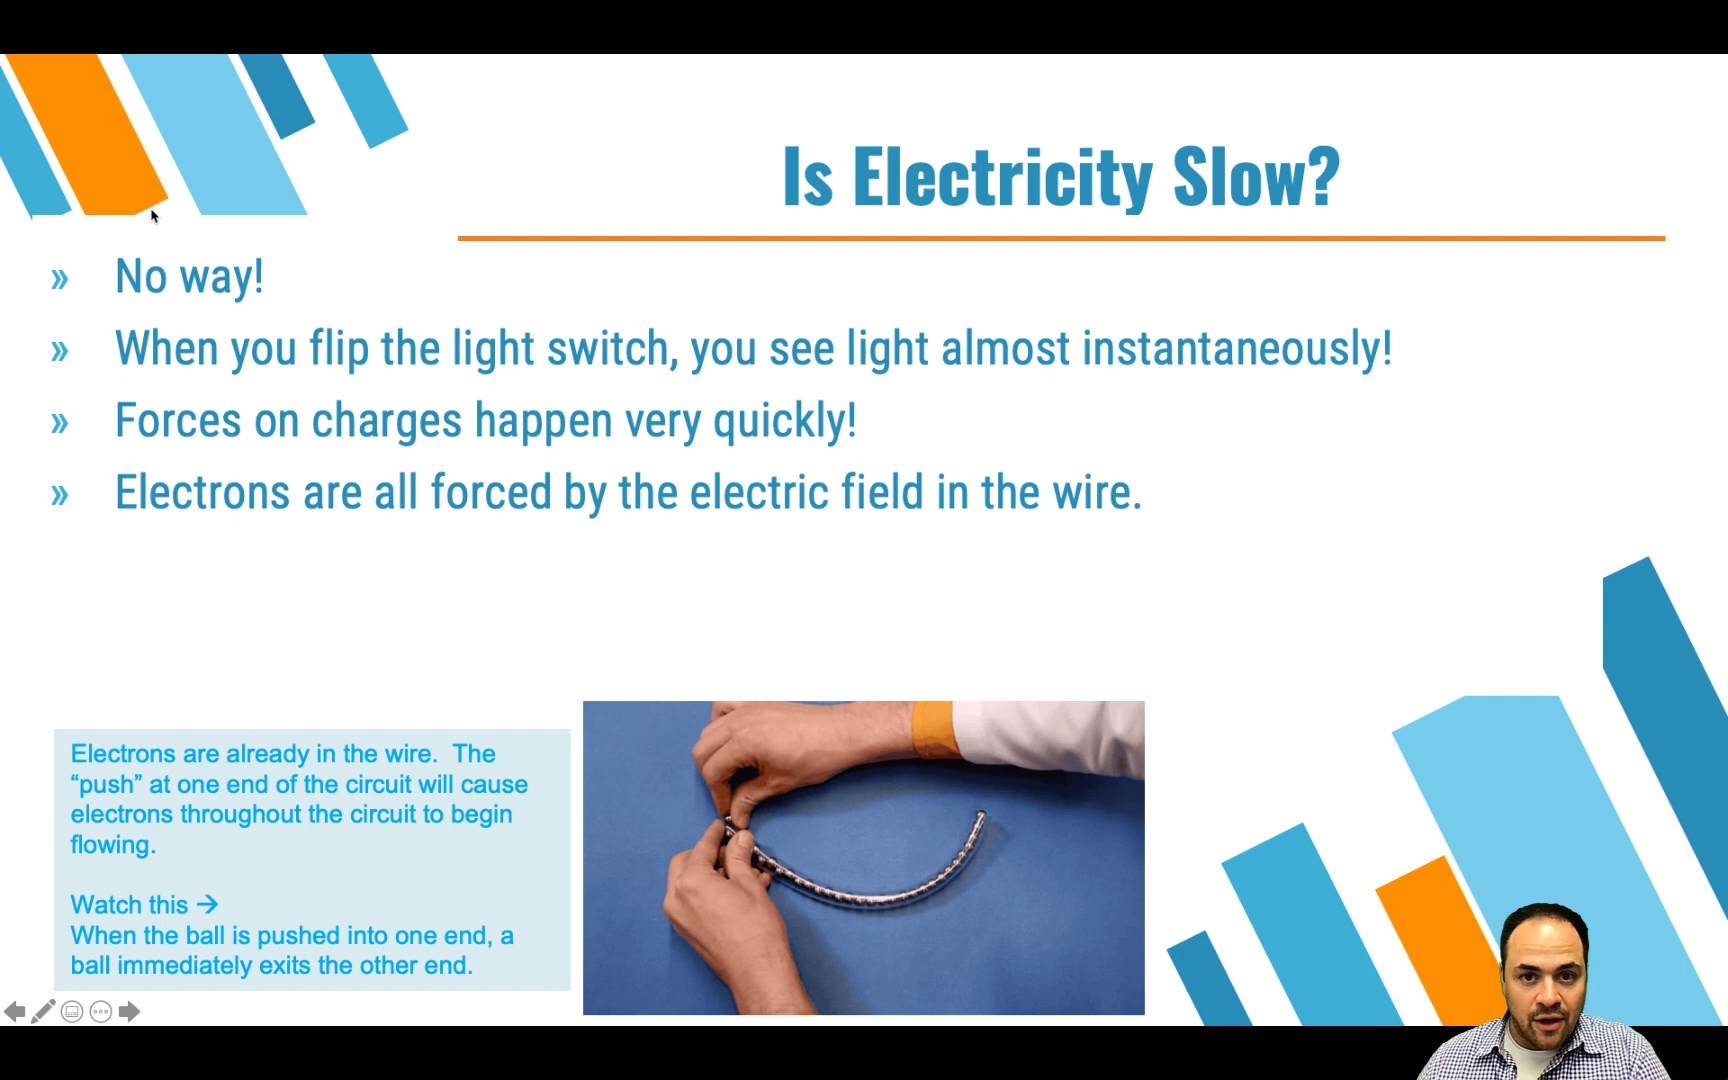 Is Electricity Slow?
» No way!
» When you flip the light switch, you see light almost instantaneously!
» Forces on charges happen very quickly!
» Electrons are all forced by the electric field in the wire.
Electrons are already in the wire.  The
“push” at one end of the circuit will cause
electrons throughout the circuit to begin
flowing.
Watch this →
When the ball is pushed into one end, a
ball immediately exits the other end.